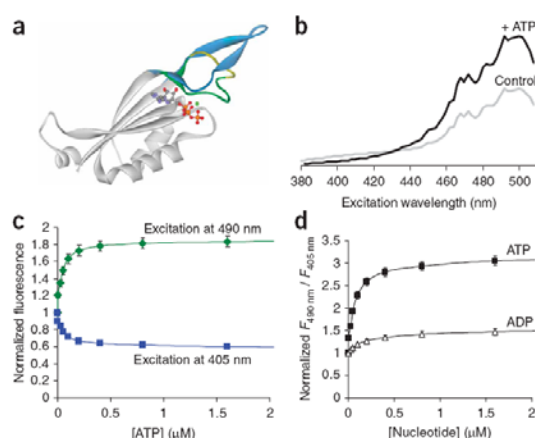 a
b
+ ATP
Control
380 400 420 440 460 480 500
Excitation wavelength (nm)
c
Normalized fluorescence
2
1.8
1.6
1.4
1.2
1
0.8
0.6
0.4
Excitation at 490 nm
Excitation at 405 nm
0 0.5 1 1.5 2
[ATP] (μM)
d
Normalized F490 nm / F405 nm
4
3.5
3
2.5
2
1.5
1
0.5
0
ATP
ADP
0 0.5 1 1.5 2
[Nucleotide] (μM)